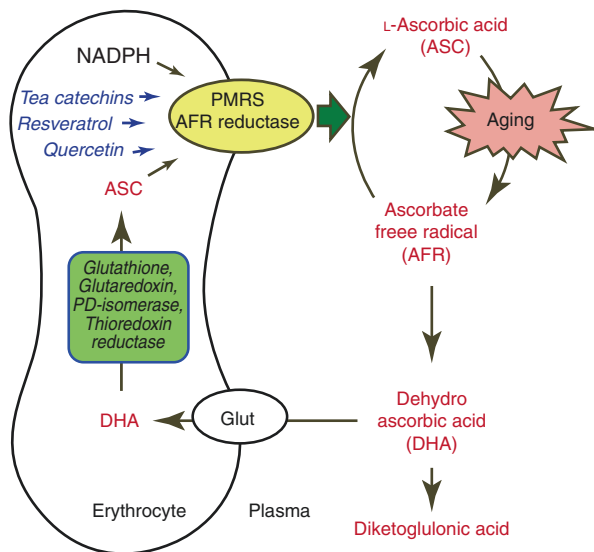 NADPH
Tea catechins
Resveratrol
Quercetin
ASC
PMRS
AFR reductase
L-Ascorbic acid
(ASC)
Aging
Ascorbate
freee radical
(AFR)
Glutathione,
Glutaredoxin,
PD-isomerase,
Thioredoxin
reductase
DHA
Glut
Dehydro
ascorbic acid
(DHA)
Erythrocyte
Plasma
Diketoglulonic acid